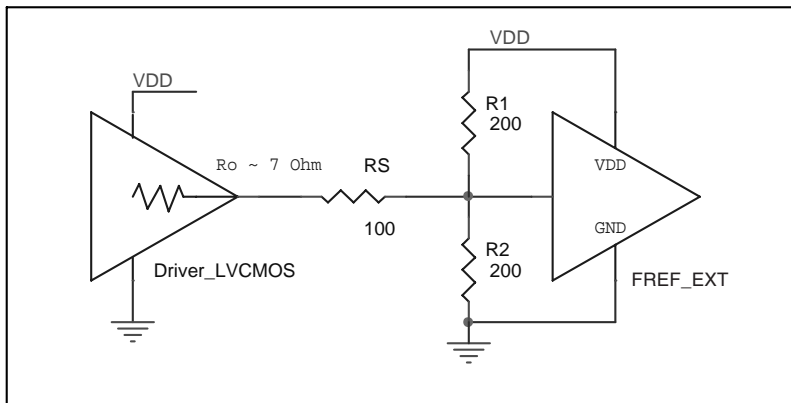 VDD
VDD
R1
200
Ro ~ 7 Ohm
RS
VDD
100
GND
R2
200
Driver_LVCMOS
FREF_EXT